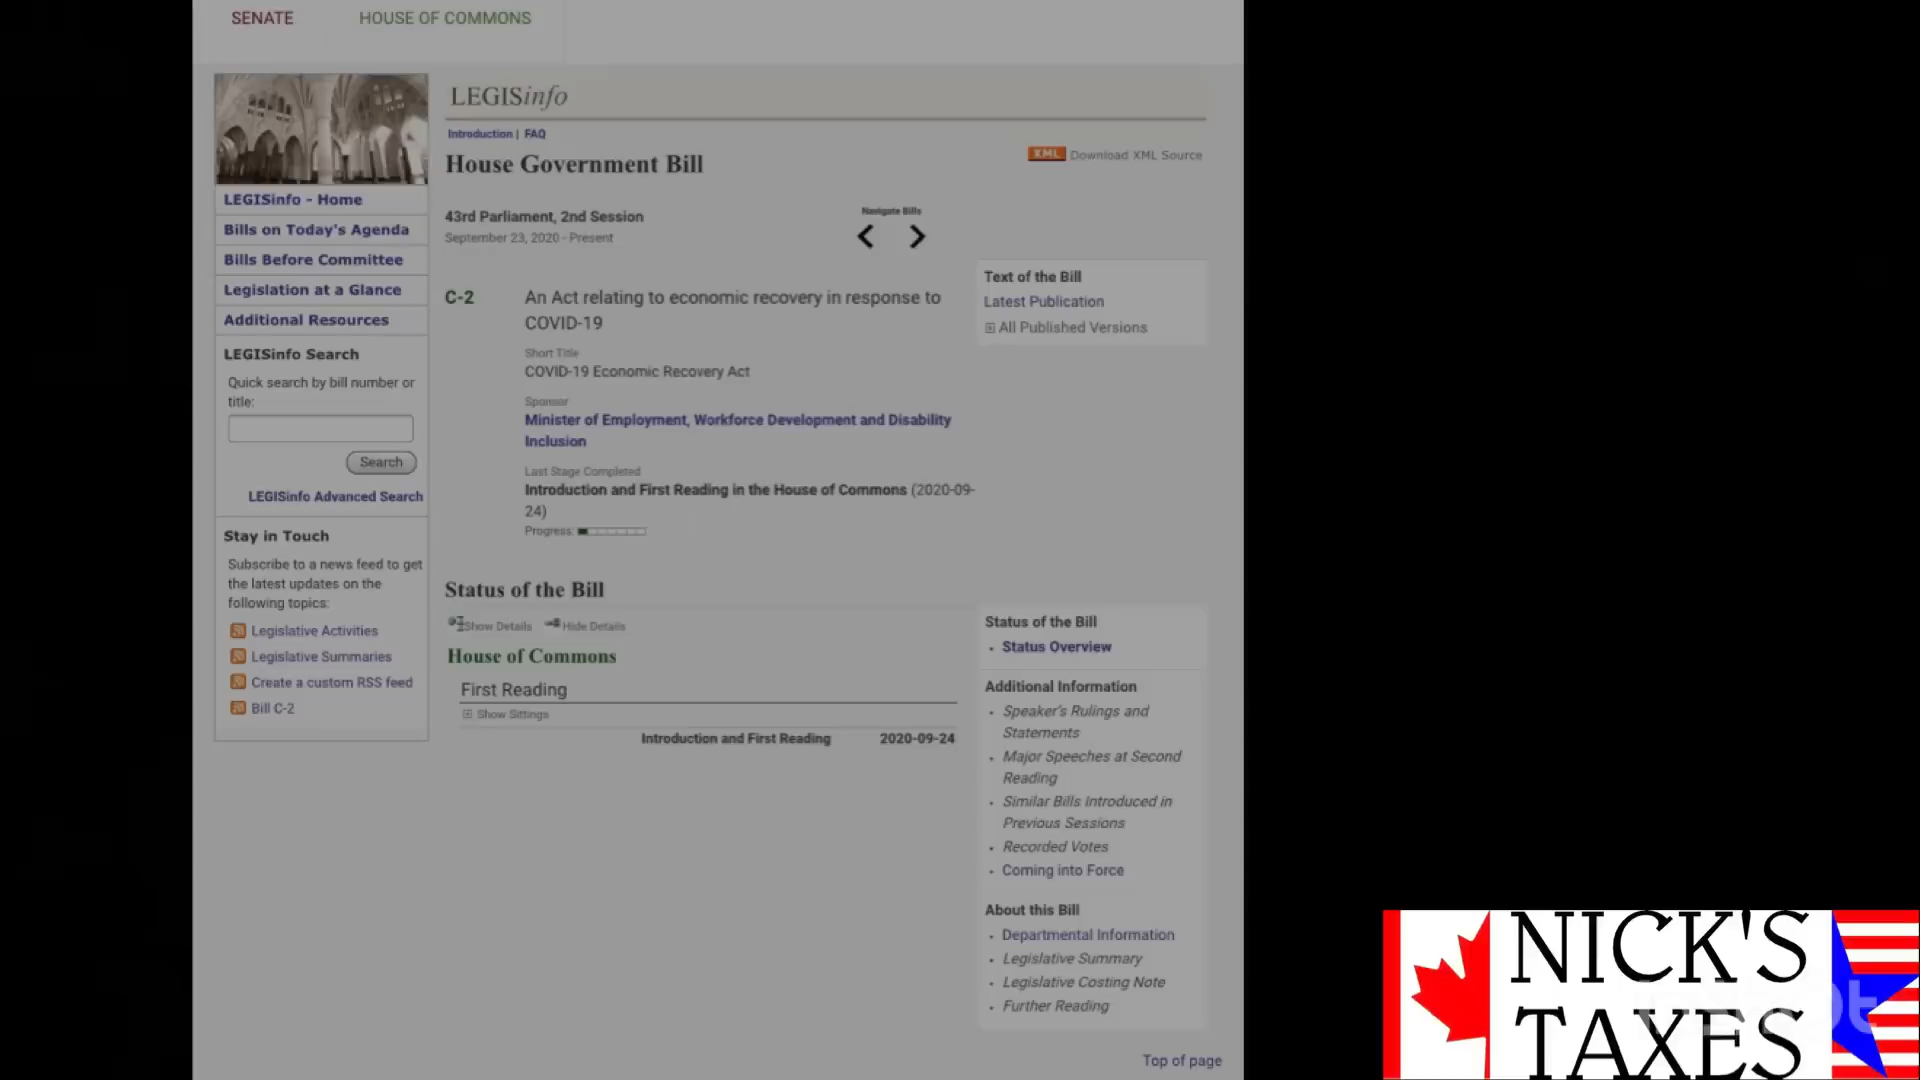 SENATE
HOUSE OF COMMONS
LEGISinfo
Introduction | FAQ
House Government Bill
XML Download XML Source
43rd Parliament, 2nd Session
September 23, 2020 - Present
Navigate Bills
C-2
An Act relating to economic recovery in response to
COVID-19
Short Title
COVID-19 Economic Recovery Act
Sponsor
Minister of Employment, Workforce Development and Disability
Inclusion
Last Stage Completed
Introduction and First Reading in the House of Commons (2020-09-
24)
Progress:
Text of the Bill
Latest Publication
All Published Versions
LEGISinfo - Home
Bills on Today's Agenda
Bills Before Committee
Legislation at a Glance
Additional Resources
LEGISinfo Search
Quick search by bill number or
title:
Search
LEGISinfo Advanced Search
Stay in Touch
Subscribe to a news feed to get
the latest updates on the
following topics:
Legislative Activities
Legislative Summaries
Create a custom RSS feed
Bill C-2
Status of the Bill
Show Details Hide Details
House of Commons
First Reading
Show Sittings
Introduction and First Reading 2020-09-24
Status of the Bill
Status Overview
Additional Information
Speaker's Rulings and
Statements
Major Speeches at Second
Reading
Similar Bills Introduced in
Previous Sessions
Recorded Votes
Coming into Force
About this Bill
Departmental Information
Legislative Summary
Legislative Costing Note
Further Reading
Top of page
NICK'S
TAXES